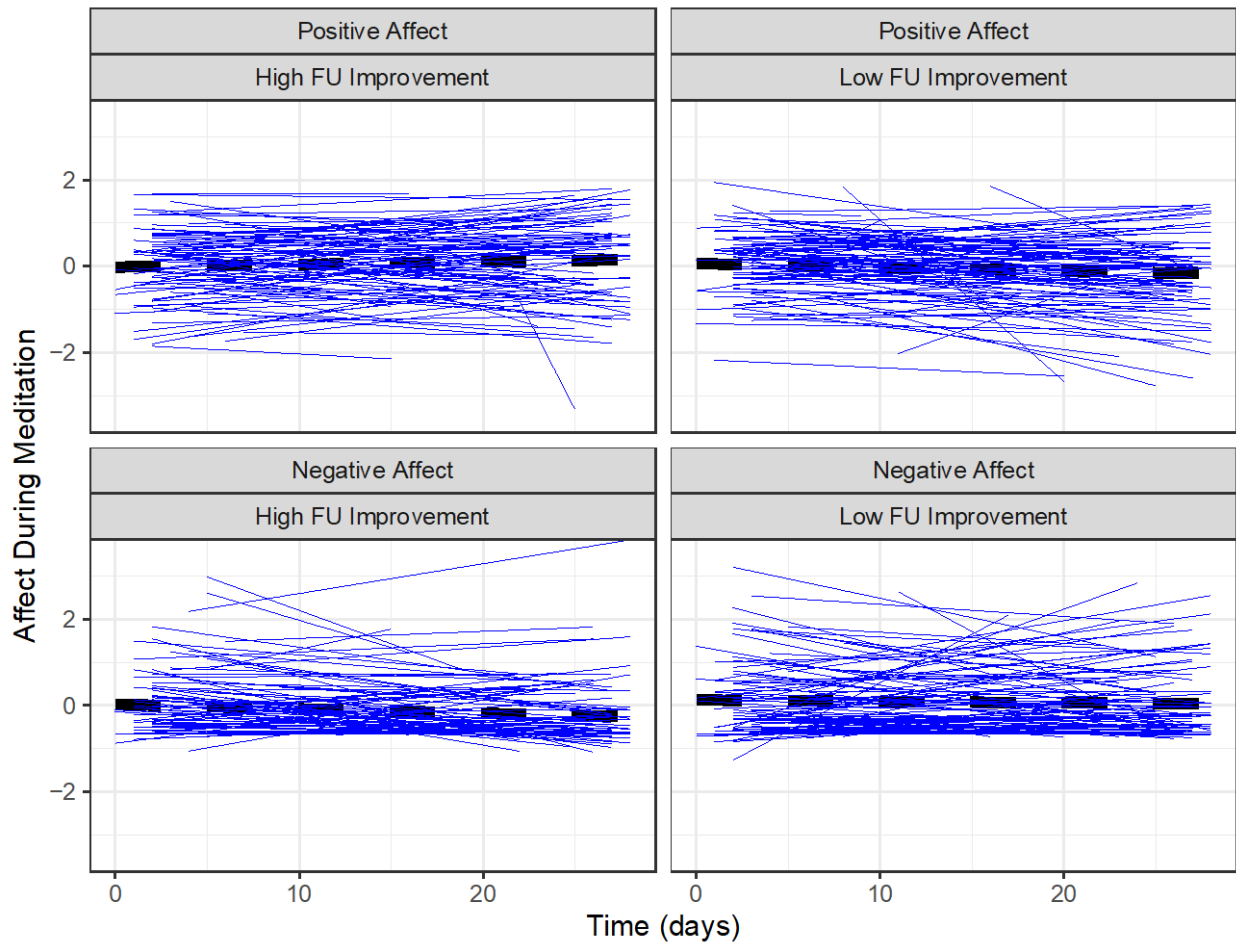 Positive Affect
High FU Improvement
Positive Affect
Low FU Improvement
2
0
−2
Negative Affect
High FU Improvement
Negative Affect
Low FU Improvement
2
0
−2
0
10
20
0
10
20
Time (days)
Affect During Meditation